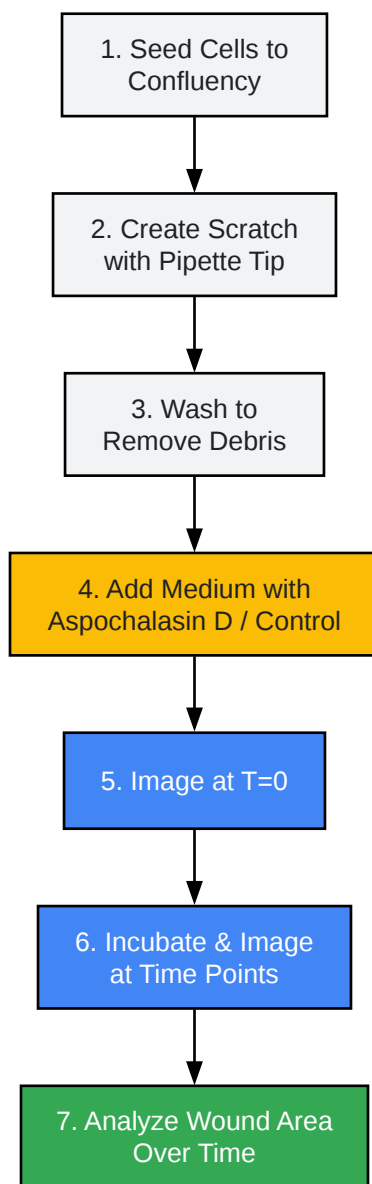 1. Seed Cells to
Confluency
2. Create Scratch
with Pipette Tip
3. Wash to
Remove Debris
4. Add Medium with
Aspochalasin D / Control
5. Image at T=0
6. Incubate & Image
at Time Points
7. Analyze Wound Area
Over Time